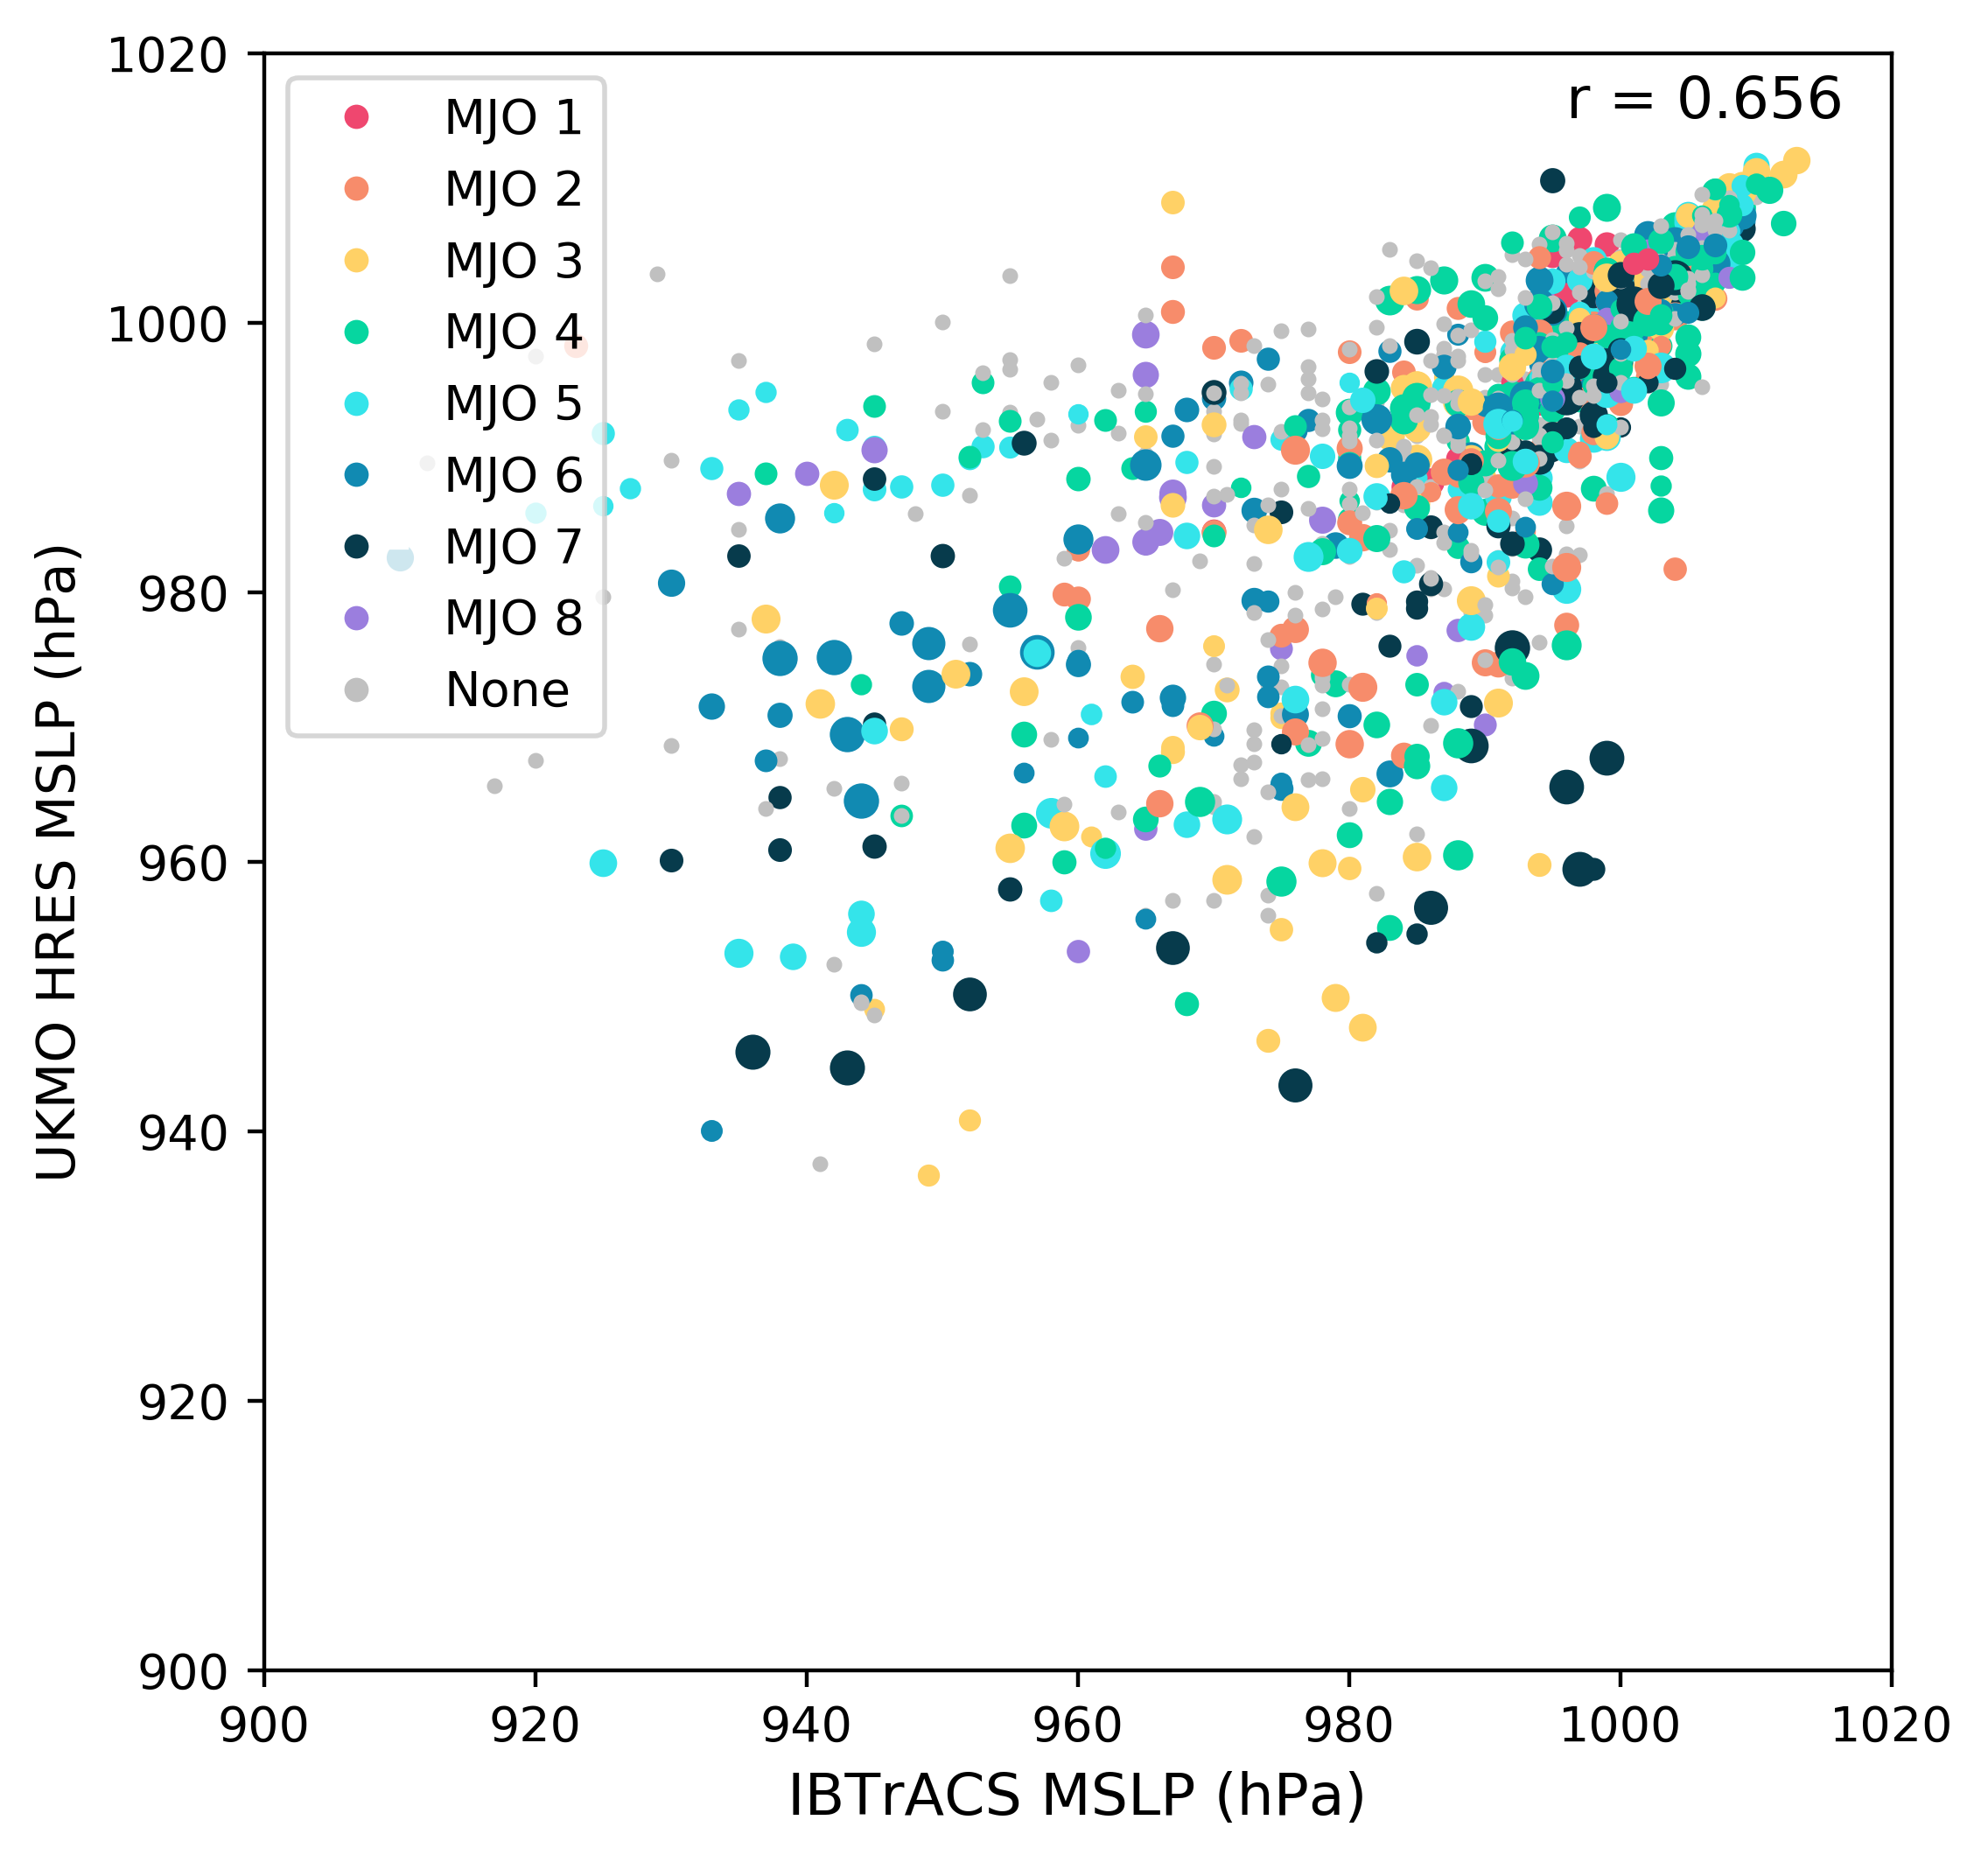 1020
1000
980
960
940
920
900
UKMO HRES MSLP (hPa)
MJO 1
MJO 2
MJO 3
MJO 4
MJO 5
MJO 6
MJO 7
MJO 8
None
r = 0.656
900 920 940 960 980 1000 1020
IBTrACS MSLP (hPa)